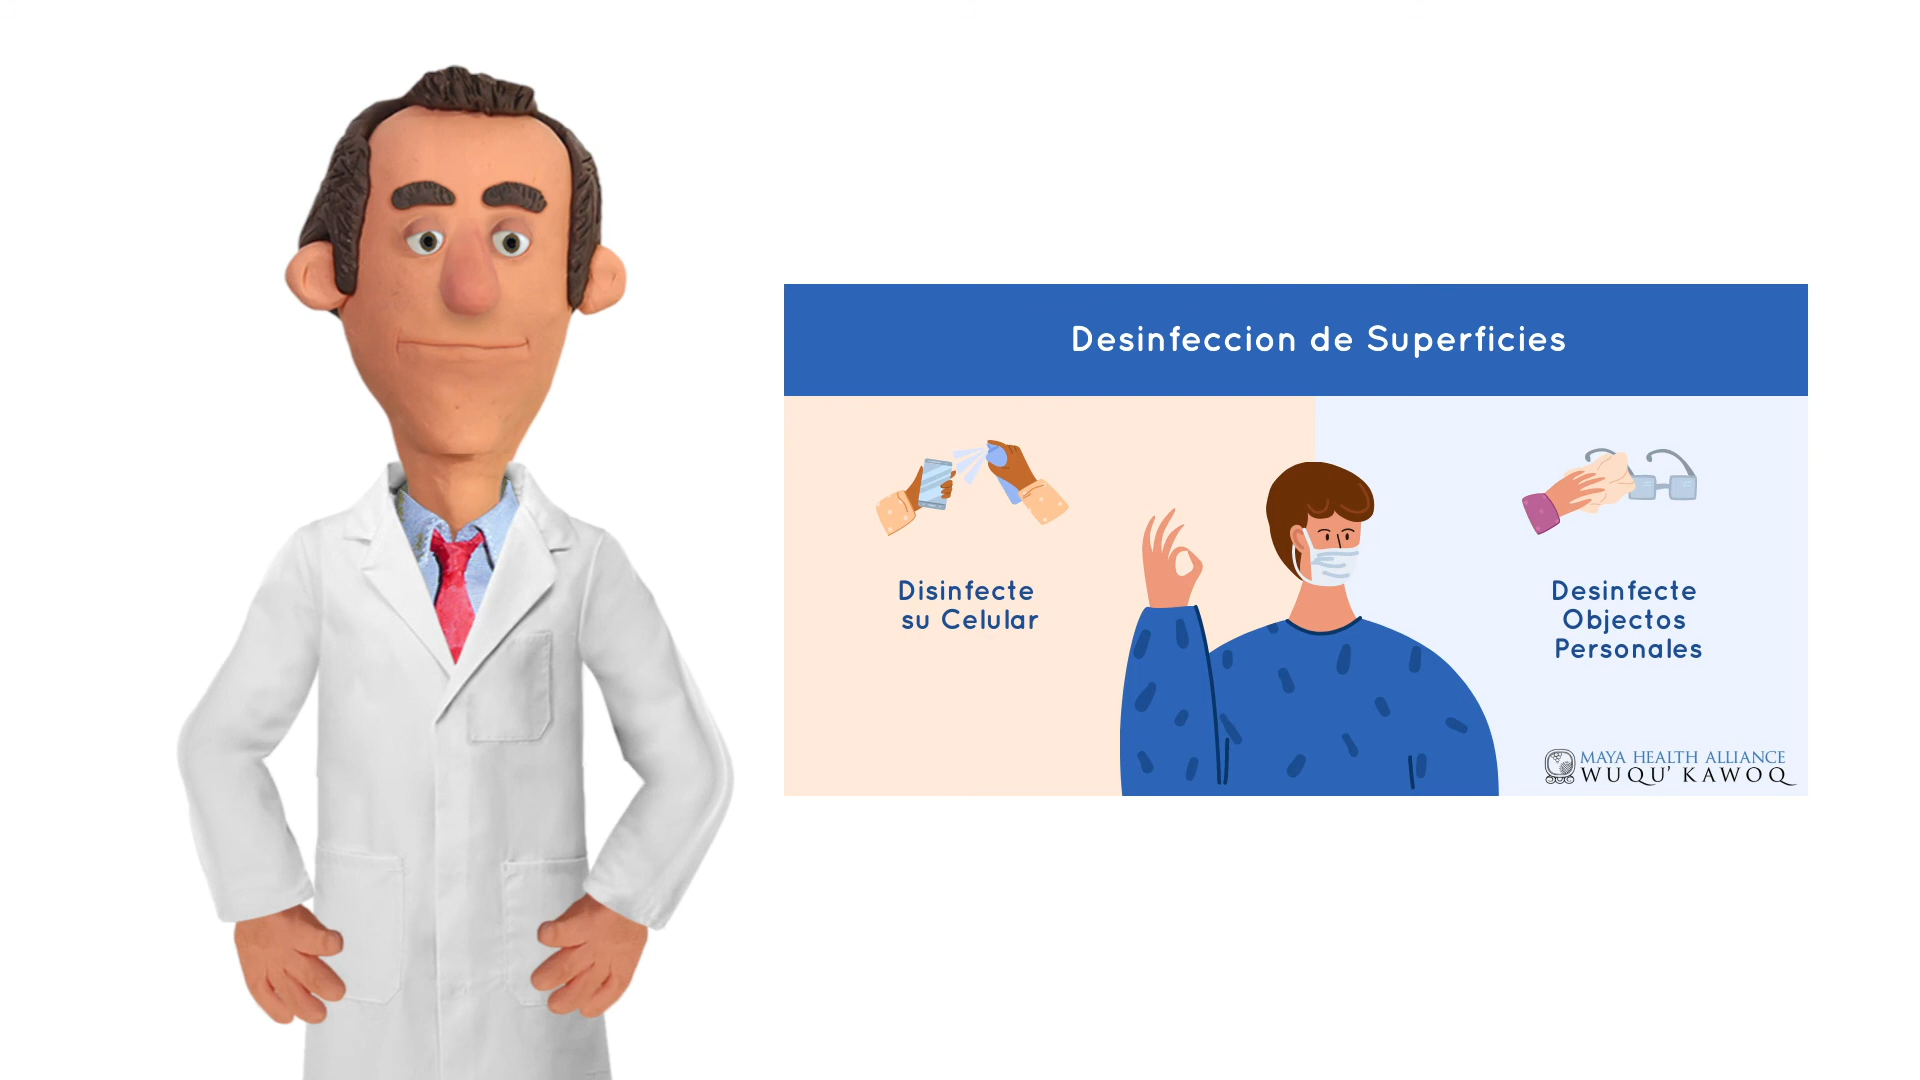 Desinfeccion de Superficies
Disinfecte
su Celular
Desinfecte
Objectos
Personales
MAYA HEALTH ALLIANCE
WUQU' KAWOQ